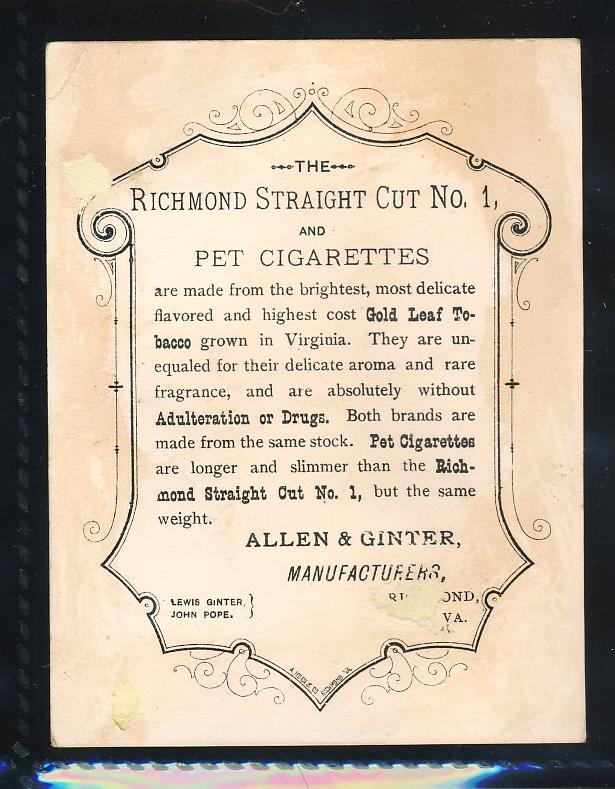 THE
RICHMOND STRAIGHT CUT NO. 1,
AND
PET CIGARETTES
are made from the brightest, most delicate
flavored and highest cost Gold Leaf To-
bacco grown in Virginia. They are un-
equaled for their delicate aroma and rare
fragrance, and are absolutely without
Adulteration or Drugs. Both brands are
made from the same stock. Pet Cigarettes
are longer and slimmer than the Rich-
mond Straight Cut No. 1, but the same
weight.
ALLEN & GINTER,
MANUFACTURERS,
LEWIS GINTER, }
JOHN POPE. }
VA.
RICHMOND, VA.